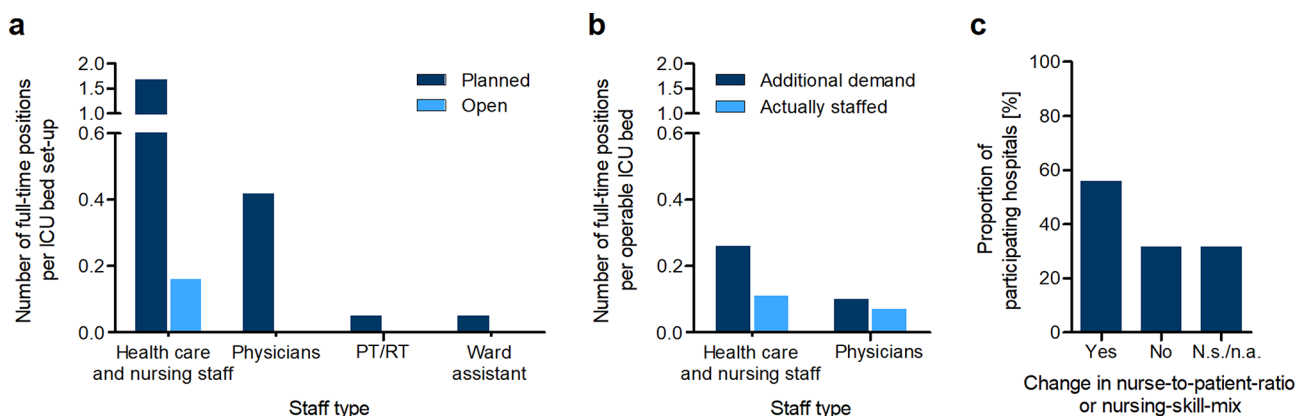 a
Number of full-time positions
per ICU bed set-up
2.0
1.5
1.0
0.6
0.4
0.2
0.0
Planned
Open
Health care
and nursing staff
Physicians
PT/RT
Ward
assistant
Staff type
b
Number of full-time positions
per operable ICU bed
2.0
1.5
1.0
0.6
0.4
0.2
0.0
Additional demand
Actually staffed
Health care
and nursing staff
Physicians
Staff type
c
Proportion of
participating hospitals [%]
100
80
60
40
20
0
Yes
No
N.s./n.a.
Change in nurse-to-patient-ratio
or nursing-skill-mix